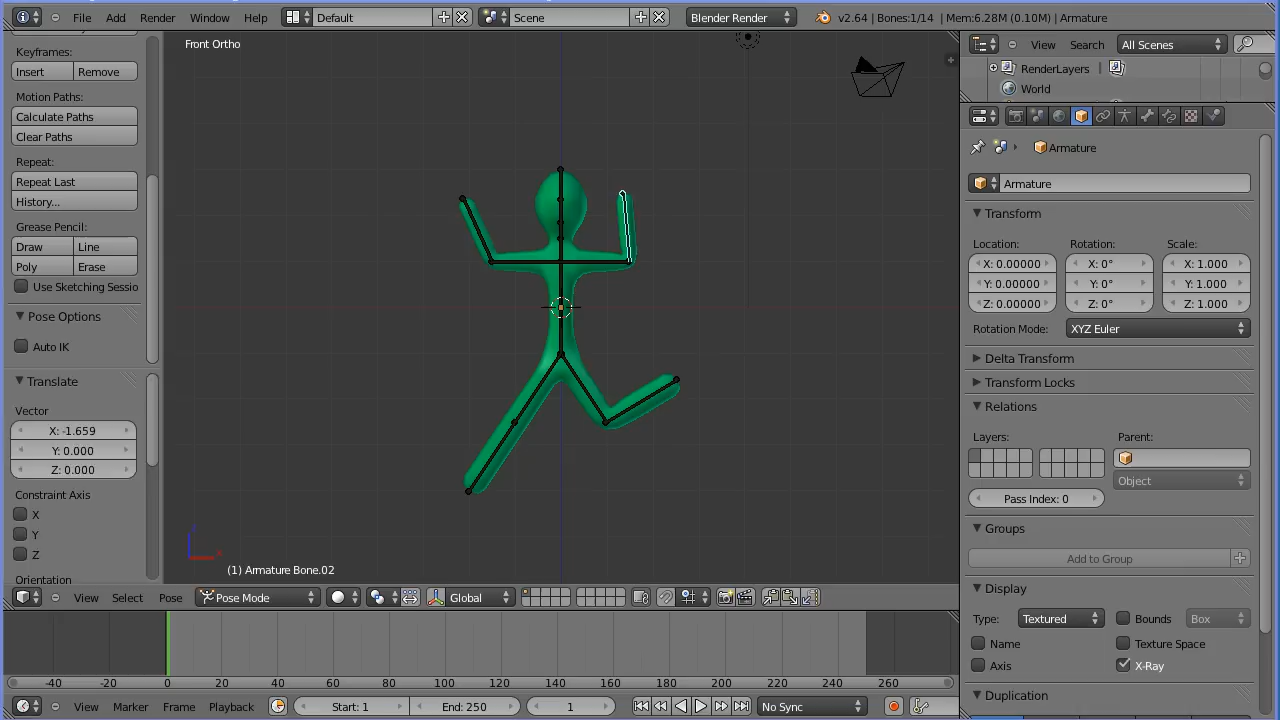 File Add Render Window Help Default Scene Blender Render v2.64 | Bones:1/14 | Mem:6.28M (0.10M) | Armature
Keyframes:
Insert Remove
Motion Paths:
Calculate Paths
Clear Paths
Repeat:
Repeat Last
History...
Grease Pencil:
Draw Line
Poly Erase
Use Sketching Sessio
Pose Options
Auto IK
Translate
Vector
X: -1.659
Y: 0.000
Z: 0.000
Constraint Axis
X
Y
Z
Orientation
Front Ortho
(1) Armature Bone.02
View Select Pose Pose Mode Global
-40 -20 0 20 40 60 80 100 120 140 160 180 200 220 240 260
View Marker Frame Playback Start: 1 End: 250 1 No Sync
View Search All Scenes
RenderLayers
World
Armature
Armature
Transform
Location: Rotation: Scale:
X: 0.00000 X: 0° X: 1.000
Y: 0.00000 Y: 0° Y: 1.000
Z: 0.00000 Z: 0° Z: 1.000
Rotation Mode: XYZ Euler
Delta Transform
Transform Locks
Relations
Layers: Parent:
Object
Pass Index: 0
Groups
Add to Group
Display
Type: Textured Bounds Box
Name Texture Space
Axis X-Ray
Duplication